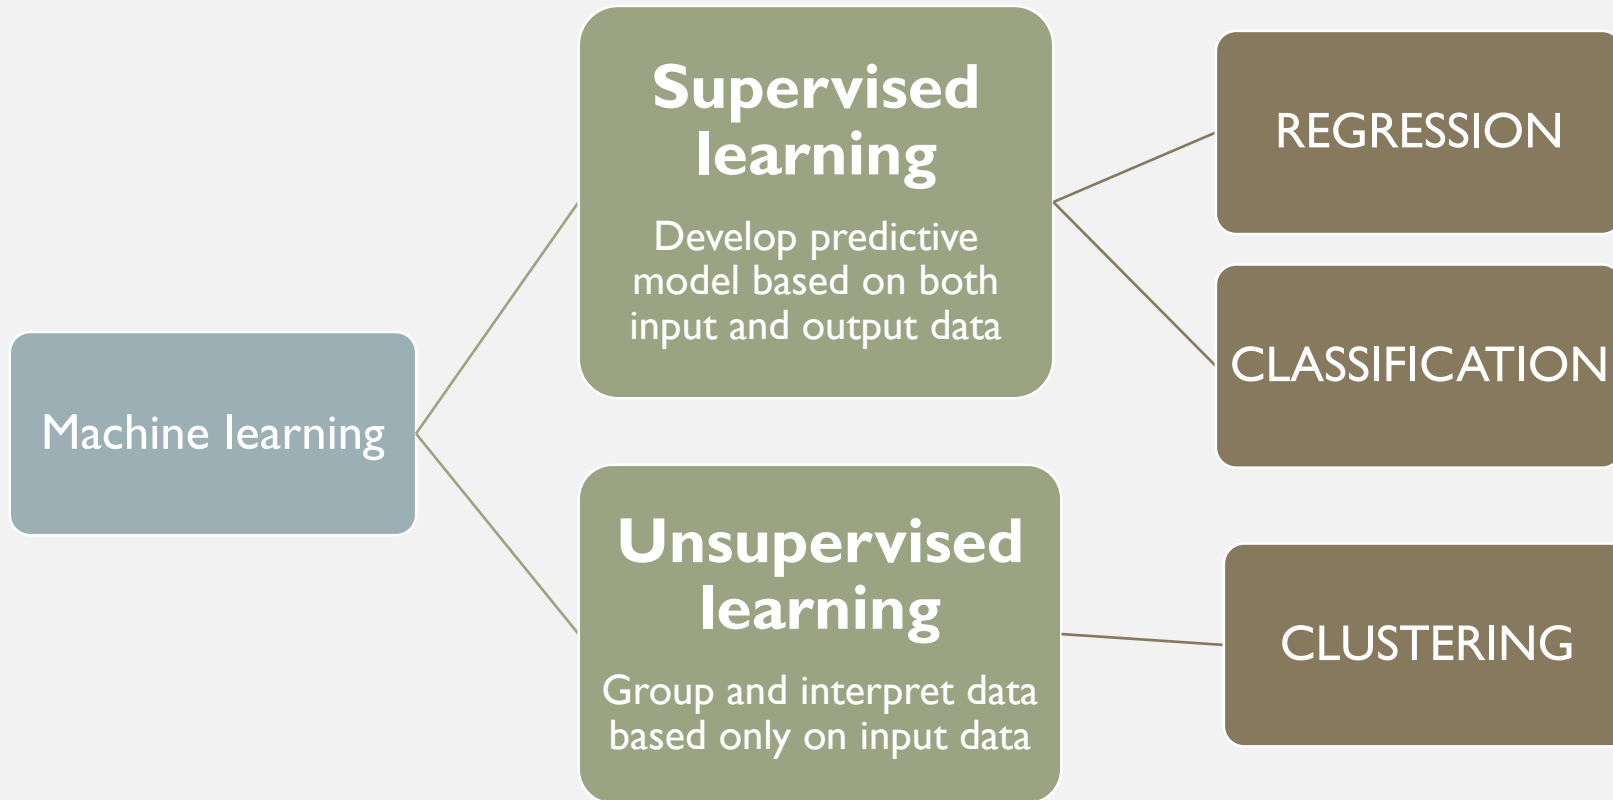 Machine learning
Supervised
learning
Develop predictive
model based on both
input and output data
REGRESSION
CLASSIFICATION
Unsupervised
learning
Group and interpret data
based only on input data
CLUSTERING